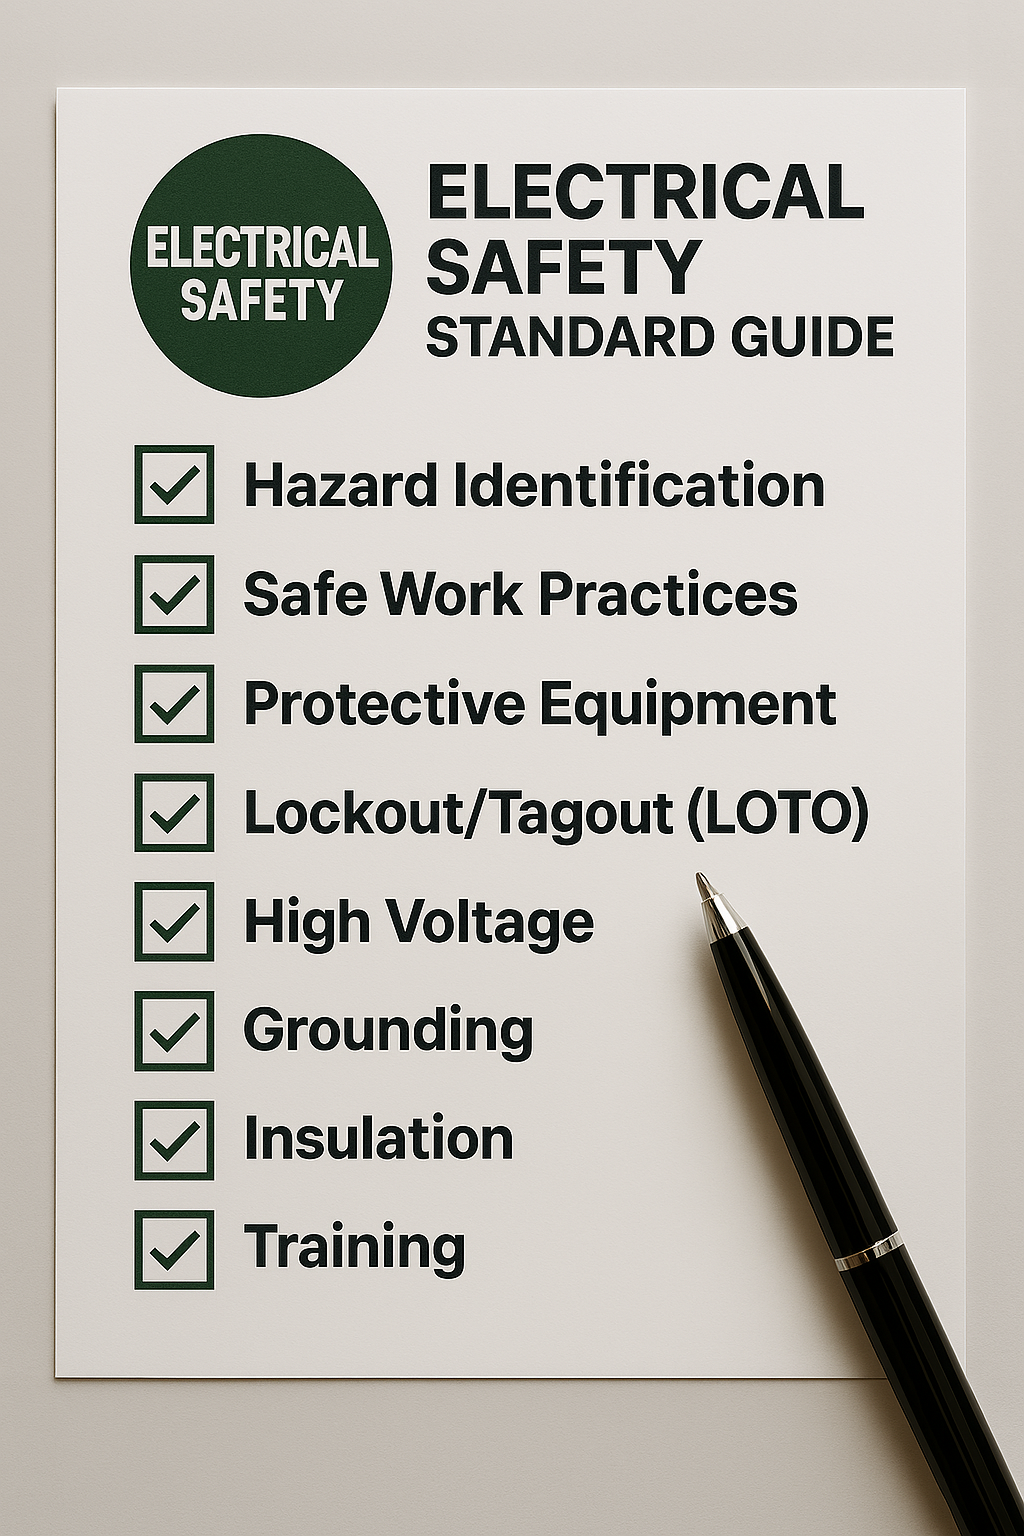 ELECTRICAL
SAFETY
ELECTRICAL
SAFETY
STANDARD GUIDE
Hazard Identification
Safe Work Practices
Protective Equipment
Lockout/Tagout (LOTO)
High Voltage
Grounding
Insulation
Training